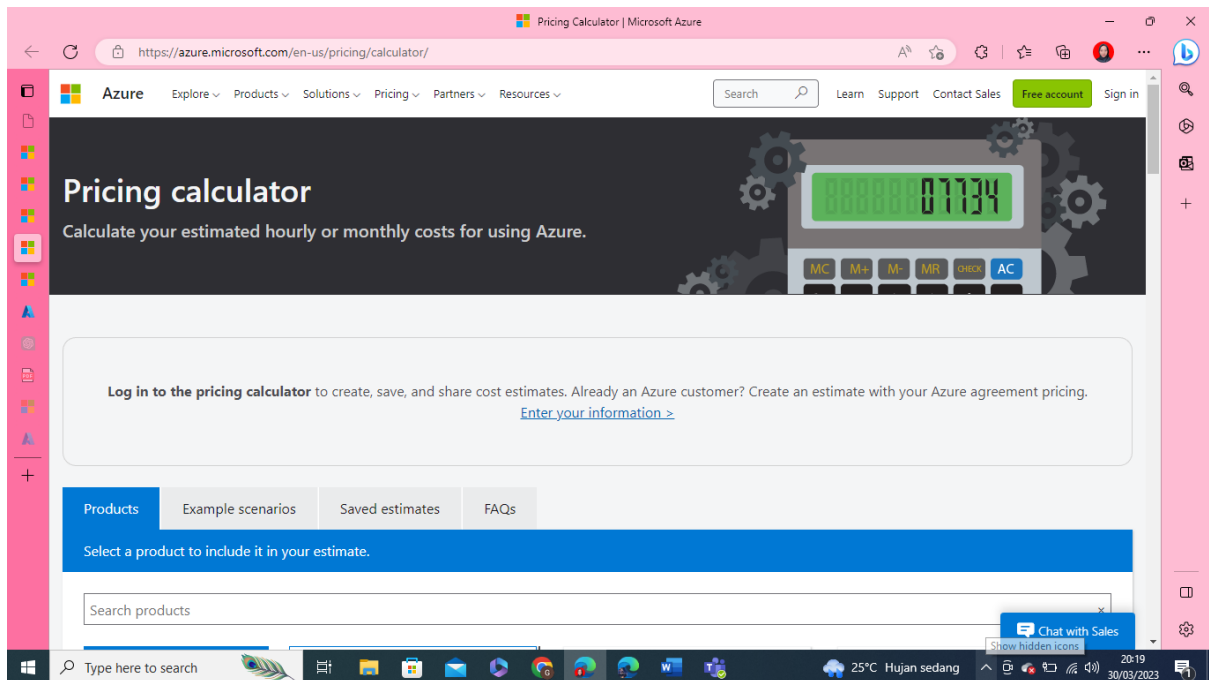 Pricing Calculator | Microsoft Azure
https://azure.microsoft.com/en-us/pricing/calculator/
Azure Explore Products Solutions Pricing Partners Resources Search Learn Support Contact Sales Free account Sign in
07734
Pricing calculator
Calculate your estimated hourly or monthly costs for using Azure.
MC M+ M- MR CHECK AC
Log in to the pricing calculator to create, save, and share cost estimates. Already an Azure customer? Create an estimate with your Azure agreement pricing.
Enter your information >
Products Example scenarios Saved estimates FAQs
Select a product to include it in your estimate.
Search products
Chat with Sales
Show hidden icons
Type here to search 25°C Hujan sedang 20:19
30/03/2023